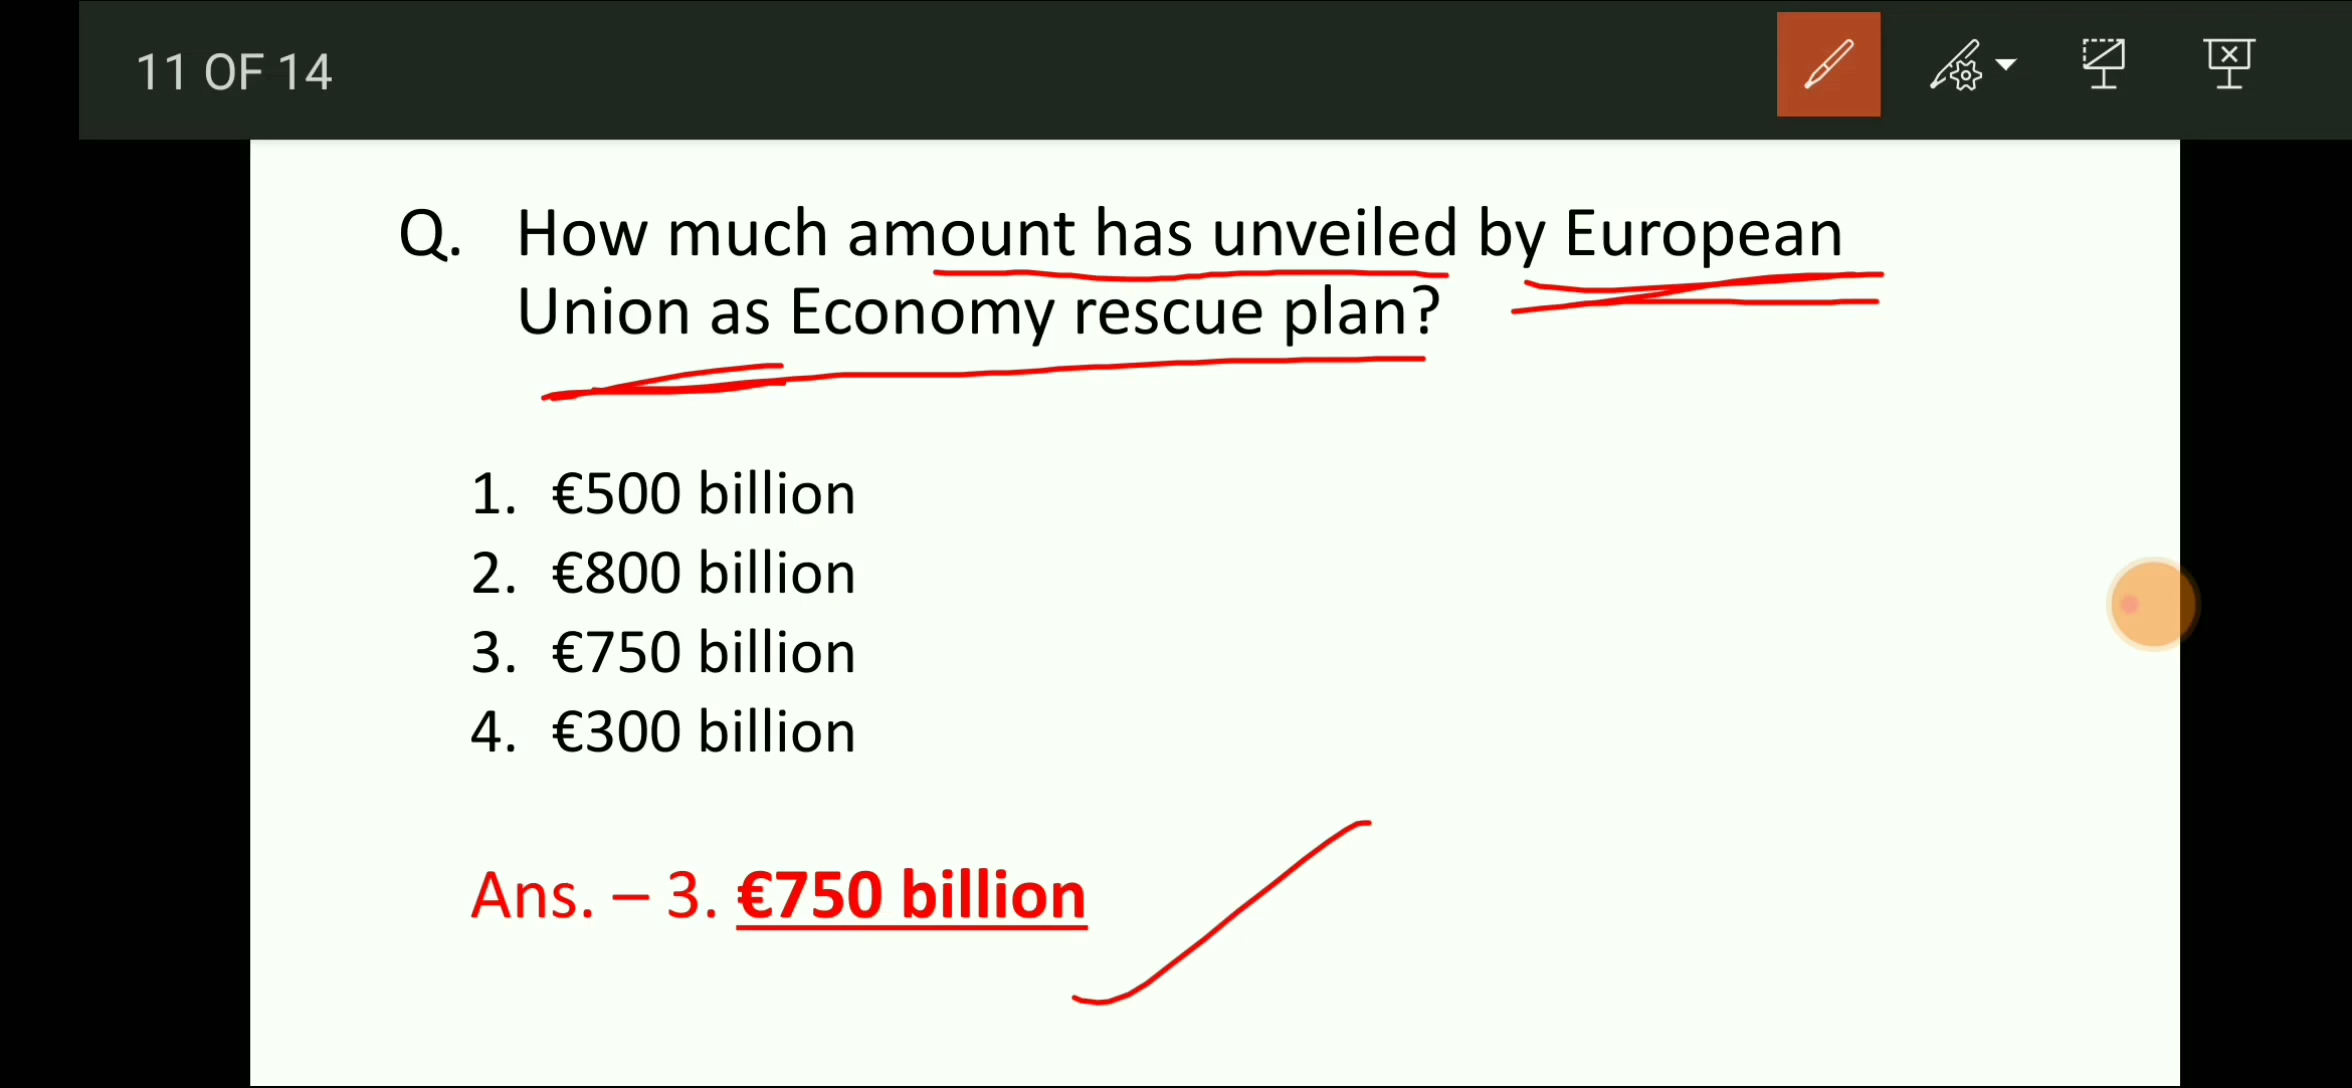 11 OF 14
Q. How much amount has unveiled by European
Union as Economy rescue plan?
1. €500 billion
2. €800 billion
3. €750 billion
4. €300 billion
Ans. – 3. €750 billion